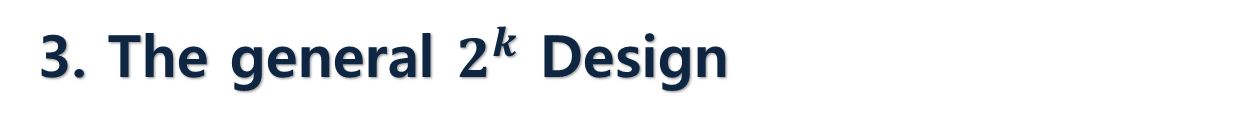 3. The general 2^k Design